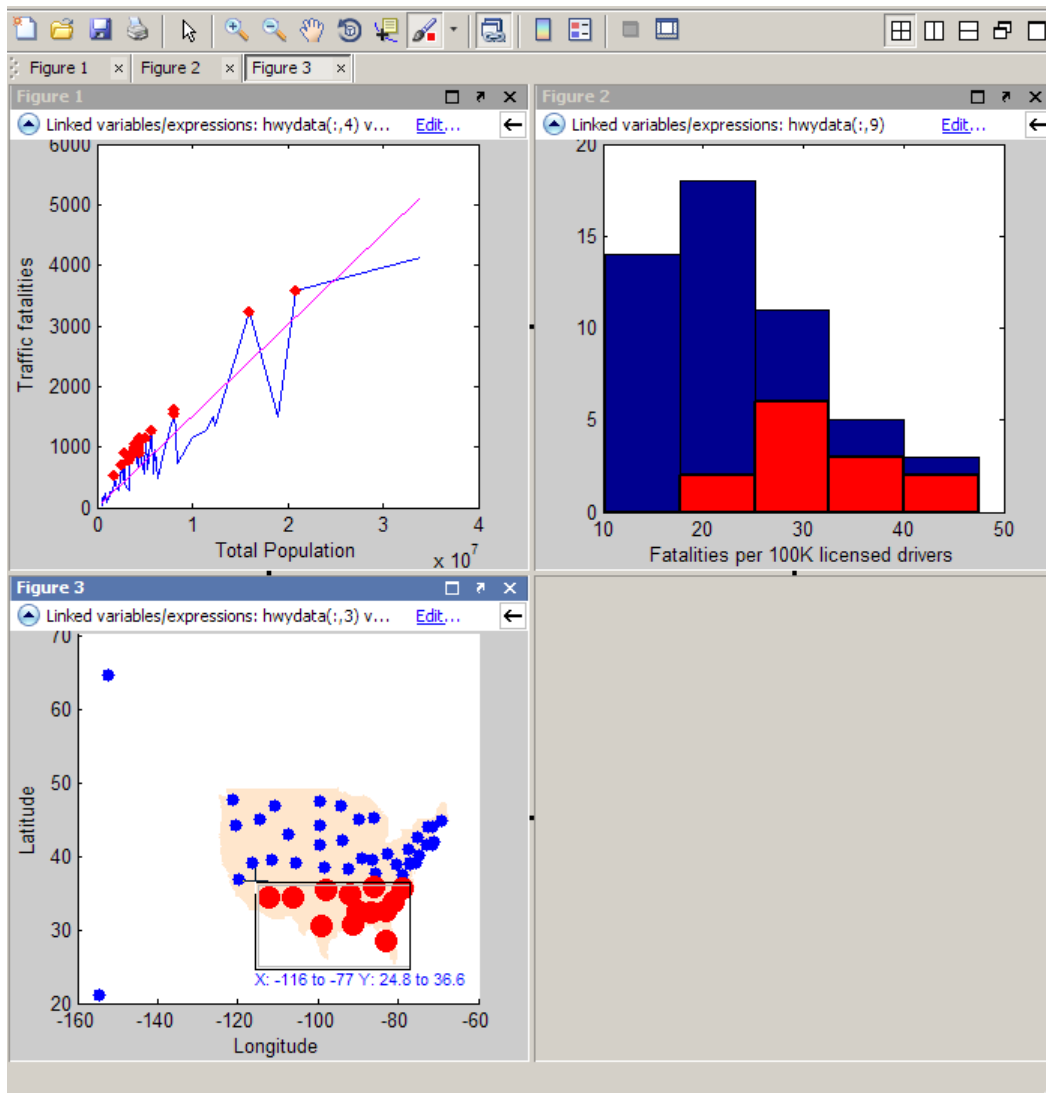 Figure 1 × Figure 2 × Figure 3 ×
Figure 1
Linked variables/expressions: hwydata(:,4) v... Edit...
6000
5000
4000
3000
2000
1000
0
Traffic fatalities
0 1 2 3 4
Total Population
x 10^7
Figure 2
Linked variables/expressions: hwydata(:,9) Edit...
20
15
10
5
0
10 20 30 40 50
Fatalities per 100K licensed drivers
Figure 3
Linked variables/expressions: hwydata(:,3) v... Edit...
70
60
50
40
30
20
Latitude
X: -116 to -77 Y: 24.8 to 36.6
-160 -140 -120 -100 -80 -60
Longitude